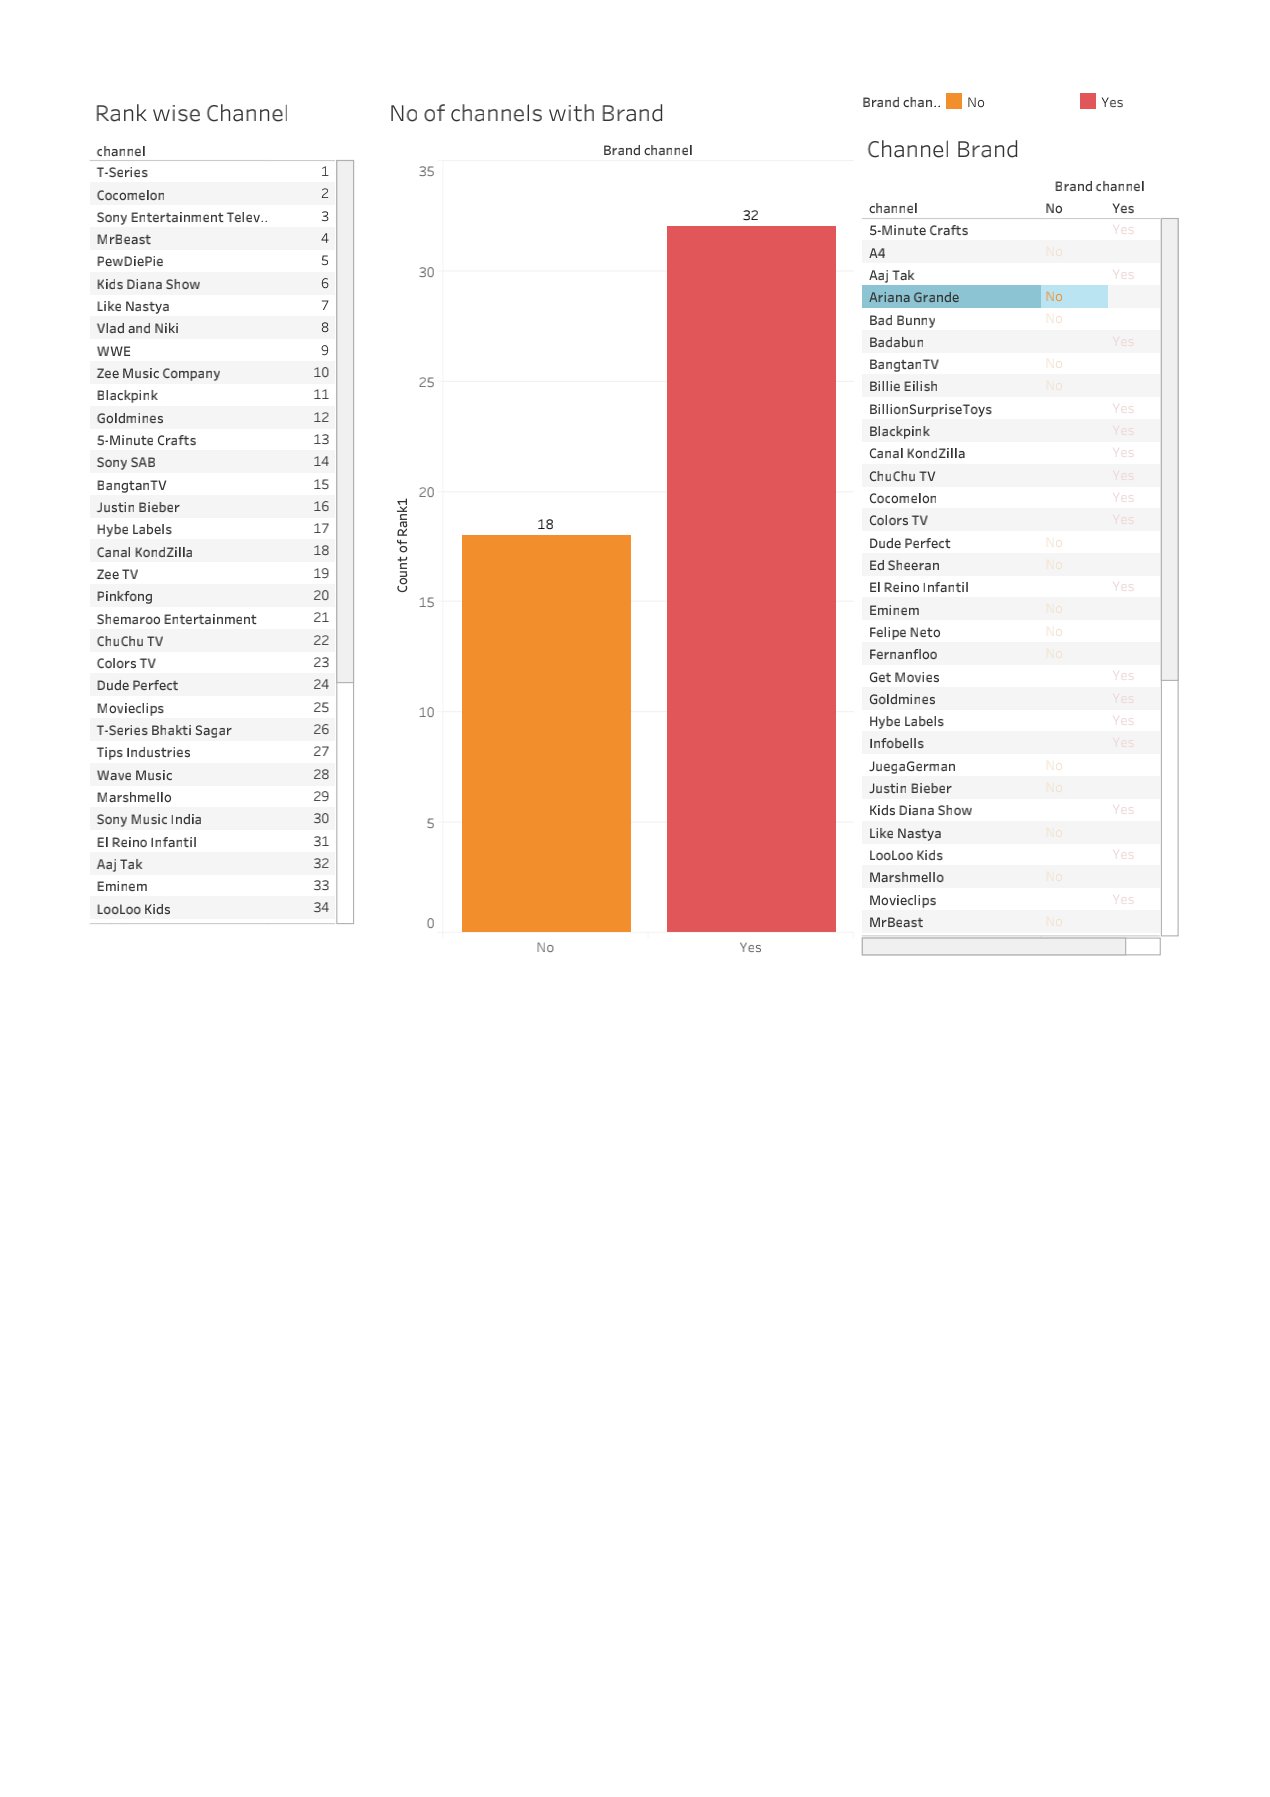 Rank wise Channel
channel
T-Series 1
Cocomelon 2
Sony Entertainment Telev.. 3
MrBeast 4
PewDiePie 5
Kids Diana Show 6
Like Nastya 7
Vlad and Niki 8
WWE 9
Zee Music Company 10
Blackpink 11
Goldmines 12
5-Minute Crafts 13
Sony SAB 14
BangtanTV 15
Justin Bieber 16
Hybe Labels 17
Canal KondZilla 18
Zee TV 19
Pinkfong 20
Shemaroo Entertainment 21
ChuChu TV 22
Colors TV 23
Dude Perfect 24
Movieclips 25
T-Series Bhakti Sagar 26
Tips Industries 27
Wave Music 28
Marshmello 29
Sony Music India 30
El Reino Infantil 31
Aaj Tak 32
Eminem 33
LooLoo Kids 34
No of channels with Brand
Brand channel
35
30
25
20
15
10
5
0
Count of Rank1
18
32
No
Yes
Brand chan.. No Yes
Channel Brand
Brand channel
channel No Yes
5-Minute Crafts Yes
A4 No
Aaj Tak Yes
Ariana Grande No
Bad Bunny No
Badabun Yes
BangtanTV No
Billie Eilish No
BillionSurpriseToys Yes
Blackpink Yes
Canal KondZilla Yes
ChuChu TV Yes
Cocomelon Yes
Colors TV Yes
Dude Perfect No
Ed Sheeran No
El Reino Infantil Yes
Eminem No
Felipe Neto No
Fernanfloo No
Get Movies Yes
Goldmines Yes
Hybe Labels Yes
Infobells Yes
JuegaGerman No
Justin Bieber No
Kids Diana Show Yes
Like Nastya No
LooLoo Kids Yes
Marshmello No
Movieclips Yes
MrBeast No